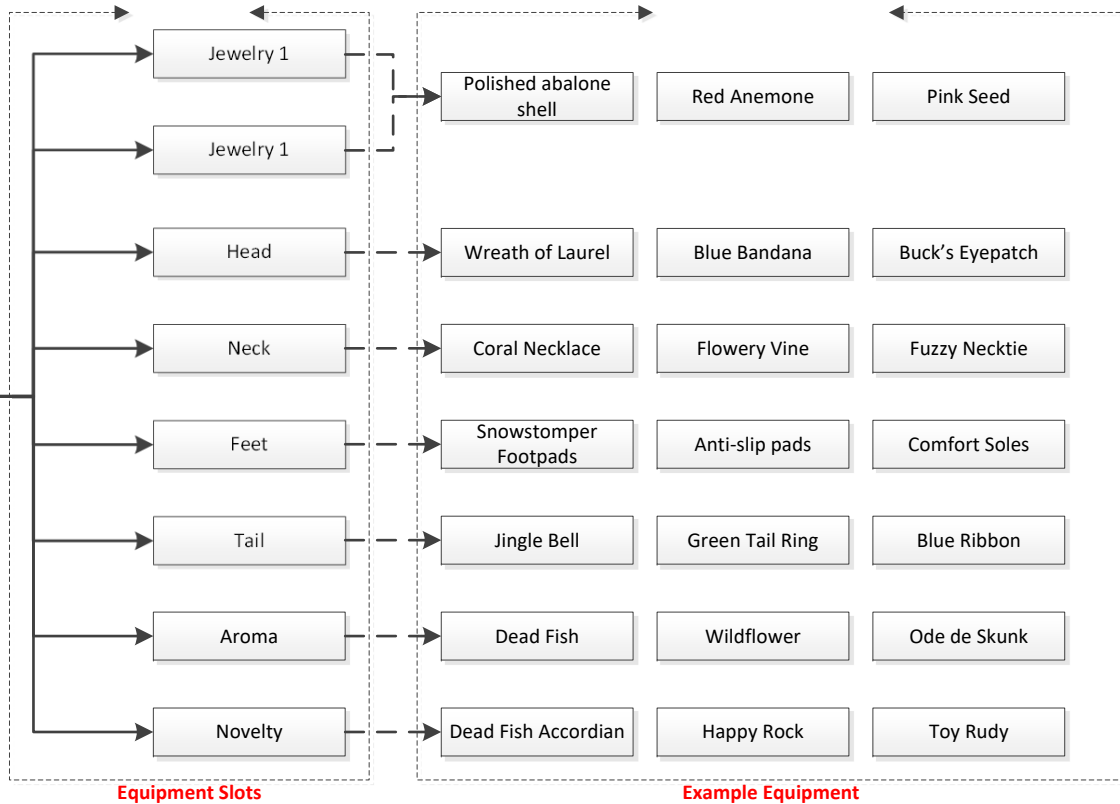 Jewelry 1
Polished abalone
shell
Red Anemone
Pink Seed
Jewelry 1
Head
Wreath of Laurel
Blue Bandana
Buck's Eyepatch
Neck
Coral Necklace
Flowery Vine
Fuzzy Necktie
Feet
Snowstomper
Footpads
Anti-slip pads
Comfort Soles
Tail
Jingle Bell
Green Tail Ring
Blue Ribbon
Aroma
Dead Fish
Wildflower
Ode de Skunk
Novelty
Dead Fish Accordian
Happy Rock
Toy Rudy
Equipment Slots
Example Equipment